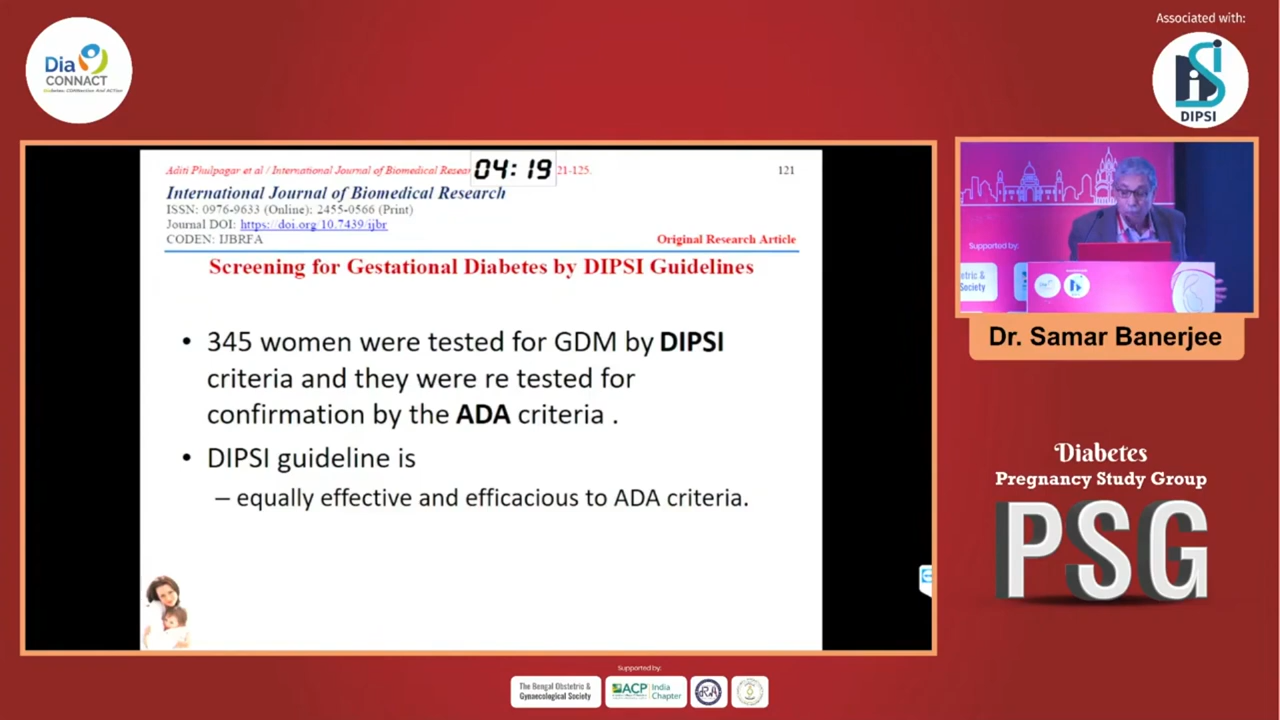 Associated with:
Dia
CONNACT
DIPSI
Aditi Phulpagar et al / International Journal of Biomedical 21-125.
04:19
121
International Journal of Biomedical Research
ISSN: 0976-9633 (Online); 2455-0566 (Print)
Journal DOI: https://doi.org/10.7439/ijbr
CODEN: IJBRFA
Original Research Article
Screening for Gestational Diabetes by DIPSI Guidelines
• 345 women were tested for GDM by DIPSI
criteria and they were re tested for
confirmation by the ADA criteria .
• DIPSI guideline is
– equally effective and efficacious to ADA criteria.
Supported by:
Society
Dr. Samar Banerjee
Diabetes
Pregnancy Study Group
PSG
Supported by:
The Bengal Obstetric &
Gynaecological Society
ACP India
Chapter